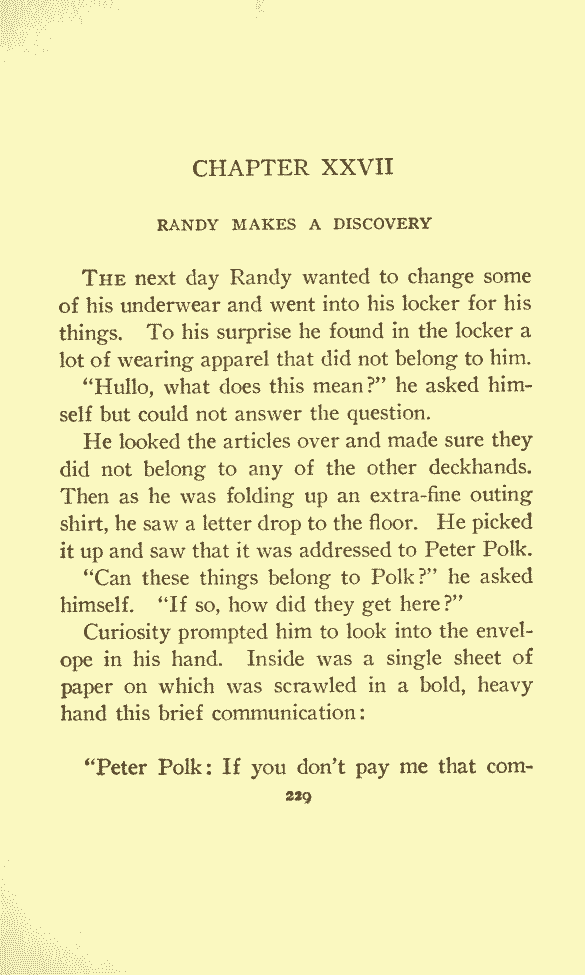 CHAPTER XXVII
RANDY MAKES A DISCOVERY
THE next day Randy wanted to change some
of his underwear and went into his locker for his
things. To his surprise he found in the locker a
lot of wearing apparel that did not belong to him.
“Hullo, what does this mean?” he asked him-
self but could not answer the question.
He looked the articles over and made sure they
did not belong to any of the other deckhands.
Then as he was folding up an extra-fine outing
shirt, he saw a letter drop to the floor. He picked
it up and saw that it was addressed to Peter Polk.
“Can these things belong to Polk?” he asked
himself. “If so, how did they get here?”
Curiosity prompted him to look into the envel-
ope in his hand. Inside was a single sheet of
paper on which was scrawled in a bold, heavy
hand this brief communication:
“Peter Polk: If you don’t pay me that com-
229